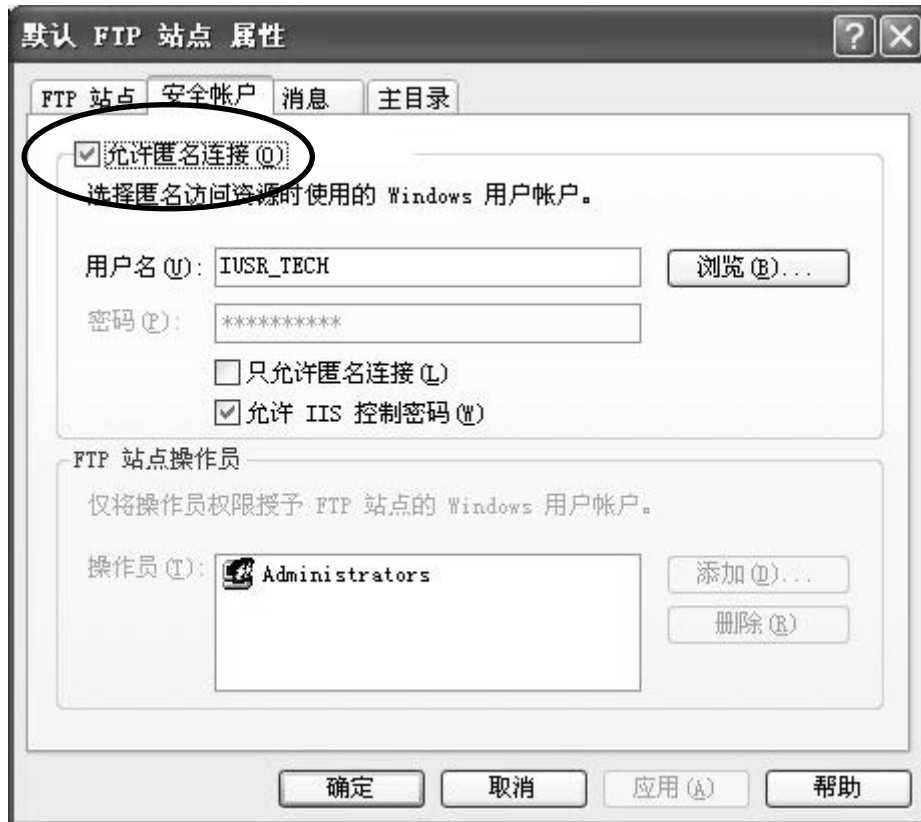 默认 FTP 站点 属性
FTP 站点 安全帐户 消息 主目录
允许匿名连接(O)
选择匿名访问资源时使用的 Windows 用户帐户。
用户名(U): IUSR_TECH 浏览(B)...
密码(P): **********
只允许匿名连接(L)
允许 IIS 控制密码(W)
FTP 站点操作员
仅将操作员权限授予 FTP 站点的 Windows 用户帐户。
操作员(T): Administrators 添加(D)...
删除(R)
确定 取消 应用(A) 帮助